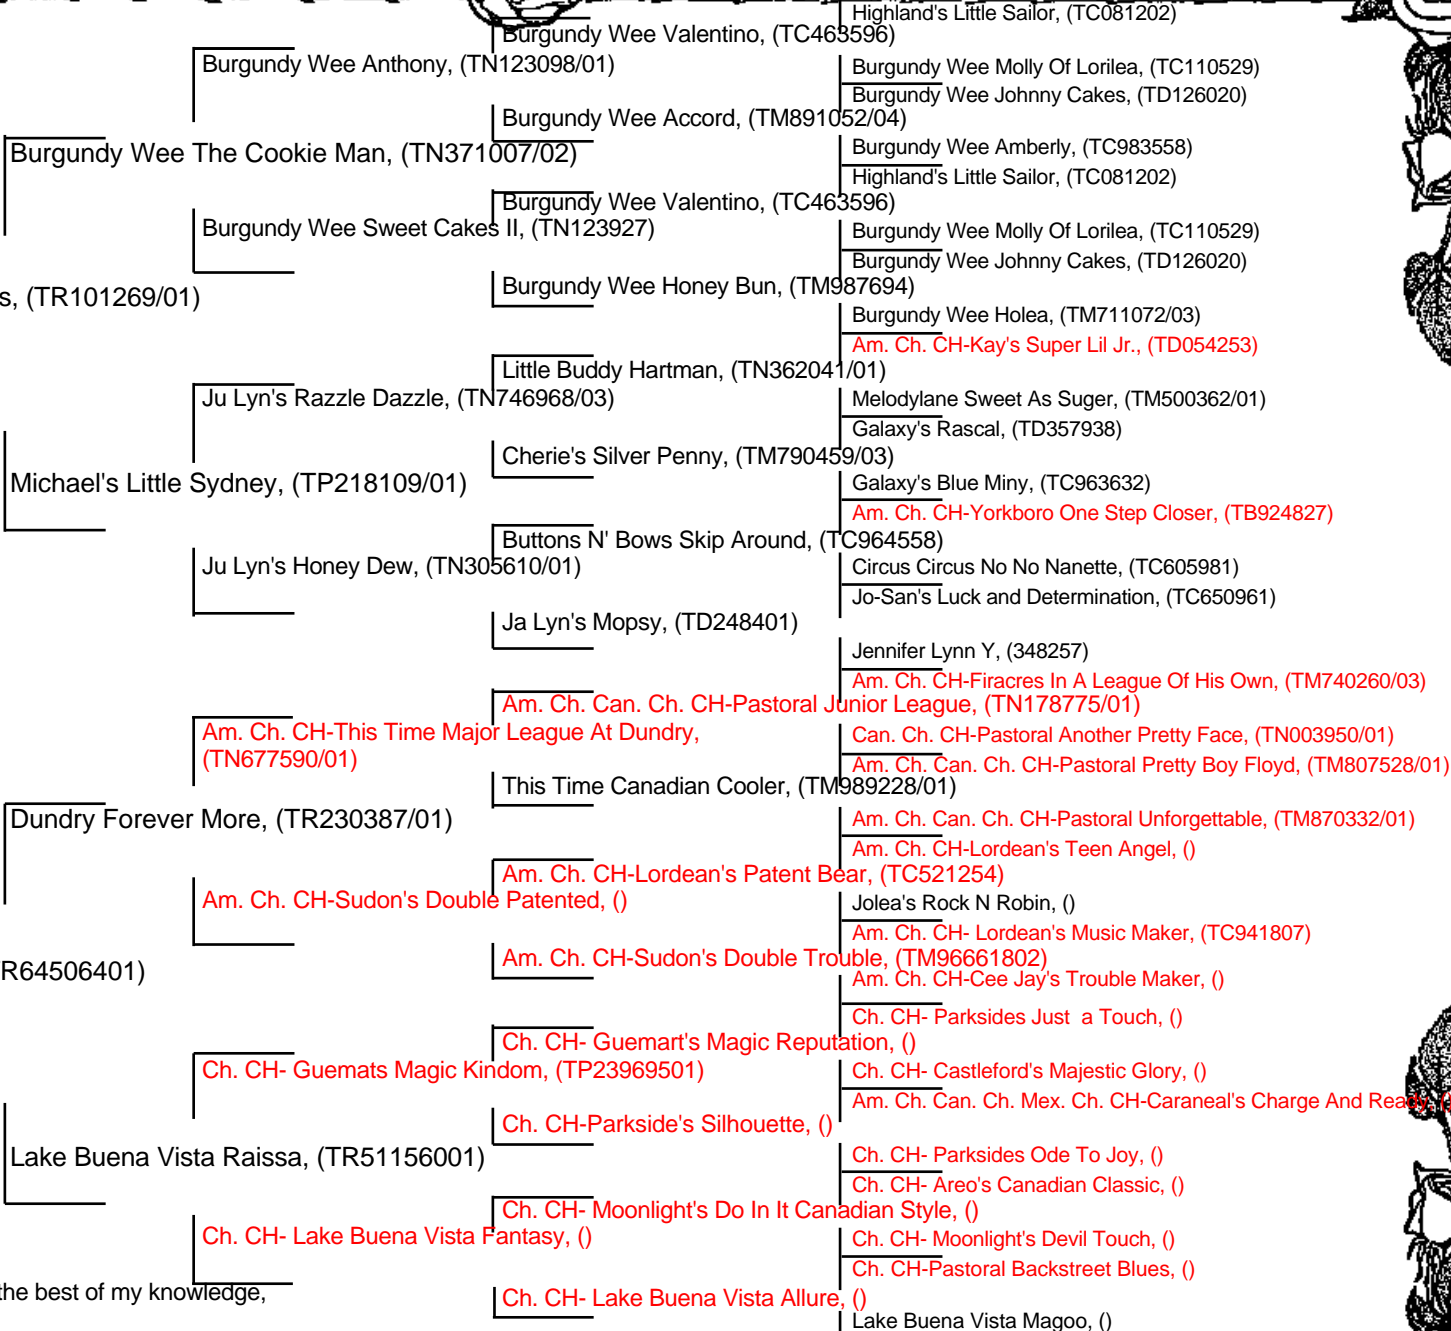 Highland's Little Sailor, (TC081202)
Burgundy Wee Valentino, (TC463596)
Burgundy Wee Anthony, (TN123098/01)
Burgundy Wee Molly Of Lorilea, (TC110529)
Burgundy Wee Johnny Cakes, (TD126020)
Burgundy Wee Accord, (TM891052/04)
Burgundy Wee The Cookie Man, (TN371007/02)
Burgundy Wee Amberly, (TC983558)
Highland's Little Sailor, (TC081202)
Burgundy Wee Valentino, (TC463596)
Burgundy Wee Sweet Cakes II, (TN123927)
Burgundy Wee Molly Of Lorilea, (TC110529)
Burgundy Wee Johnny Cakes, (TD126020)
Burgundy Wee Honey Bun, (TM987694)
s, (TR101269/01)
Burgundy Wee Holea, (TM711072/03)
Am. Ch. CH-Kay's Super Lil Jr., (TD054253)
Little Buddy Hartman, (TN362041/01)
Ju Lyn's Razzle Dazzle, (TN746968/03)
Melodylane Sweet As Suger, (TM500362/01)
Galaxy's Rascal, (TD357938)
Cherie's Silver Penny, (TM790459/03)
Michael's Little Sydney, (TP218109/01)
Galaxy's Blue Miny, (TC963632)
Am. Ch. CH-Yorkboro One Step Closer, (TB924827)
Buttons N' Bows Skip Around, (TC964558)
Ju Lyn's Honey Dew, (TN305610/01)
Circus Circus No No Nanette, (TC605981)
Jo-San's Luck and Determination, (TC650961)
Ja Lyn's Mopsy, (TD248401)
Jennifer Lynn Y, (348257)
Am. Ch. CH-Firacres In A League Of His Own, (TM740260/03)
Am. Ch. Can. Ch. CH-Pastoral Junior League, (TN178775/01)
Am. Ch. CH-This Time Major League At Dundry,
(TN677590/01)
Can. Ch. CH-Pastoral Another Pretty Face, (TN003950/01)
Am. Ch. Can. Ch. CH-Pastoral Pretty Boy Floyd, (TM807528/01)
This Time Canadian Cooler, (TM989228/01)
Dundry Forever More, (TR230387/01)
Am. Ch. Can. Ch. CH-Pastoral Unforgettable, (TM870332/01)
Am. Ch. CH-Lordean's Teen Angel, ()
Am. Ch. CH-Lordean's Patent Bear, (TC521254)
Am. Ch. CH-Sudon's Double Patented, ()
Jolea's Rock N Robin, ()
Am. Ch. CH- Lordean's Music Maker, (TC941807)
Am. Ch. CH-Sudon's Double Trouble, (TM96661802)
R64506401)
Am. Ch. CH-Cee Jay's Trouble Maker, ()
Ch. CH- Parksides Just  a Touch, ()
Ch. CH- Guemart's Magic Reputation, ()
Ch. CH- Guemats Magic Kindom, (TP23969501)
Ch. CH- Castleford's Majestic Glory, ()
Am. Ch. Can. Ch. Mex. Ch. CH-Caraneal's Charge And Ready, ()
Ch. CH-Parkside's Silhouette, ()
Lake Buena Vista Raissa, (TR51156001)
Ch. CH- Parksides Ode To Joy, ()
Ch. CH- Areo's Canadian Classic, ()
Ch. CH- Moonlight's Do In It Canadian Style, ()
Ch. CH- Lake Buena Vista Fantasy, ()
Ch. CH- Moonlight's Devil Touch, ()
Ch. CH-Pastoral Backstreet Blues, ()
the best of my knowledge,
Ch. CH- Lake Buena Vista Allure, ()
Lake Buena Vista Magoo, ()